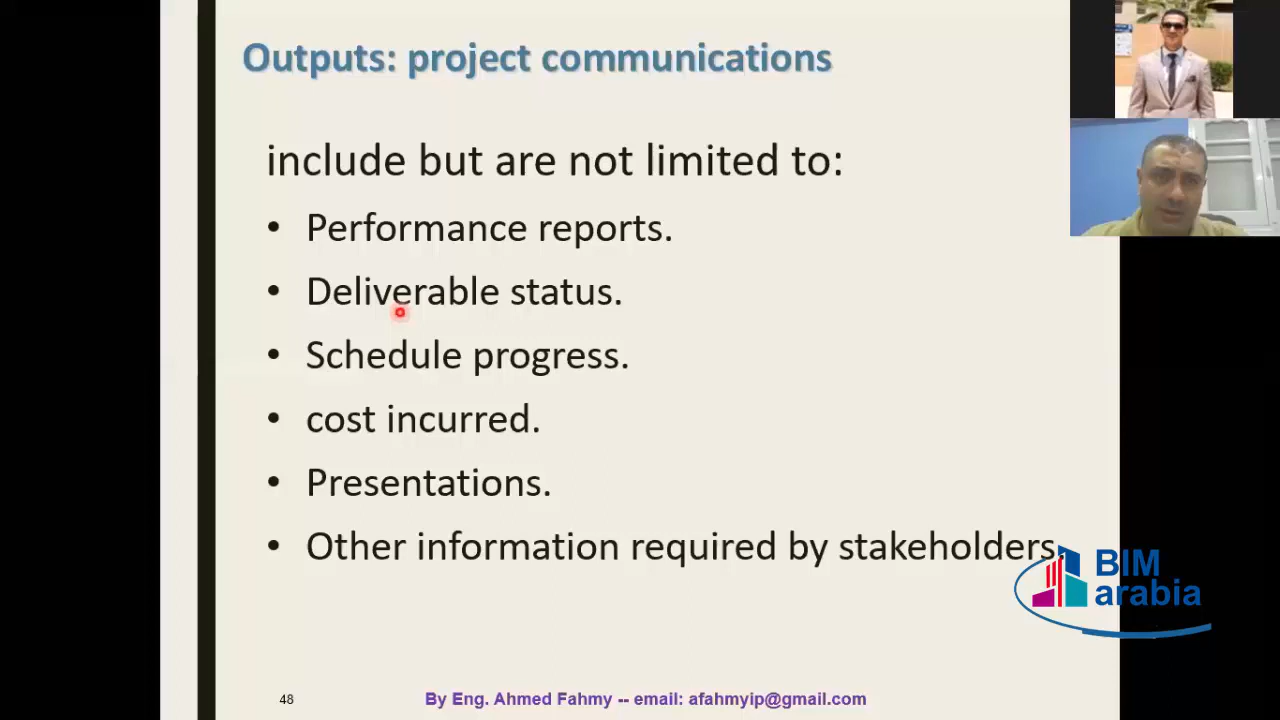 Outputs: project communications
include but are not limited to:
• Performance reports.
• Deliverable status.
• Schedule progress.
• cost incurred.
• Presentations.
• Other information required by stakeholders.
BIM
arabia
48
By Eng. Ahmed Fahmy -- email: afahmyip@gmail.com